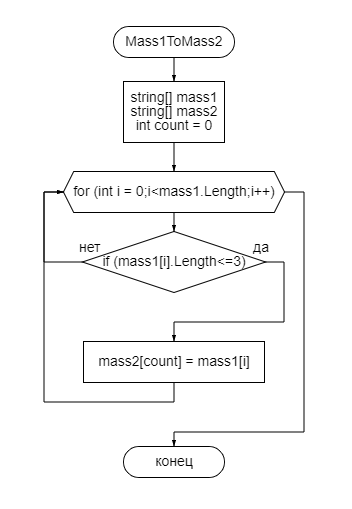 Mass1ToMass2
string[] mass1
string[] mass2
int count = 0
for (int i = 0;i<mass1.Length;i++)
нет
да
if (mass1[i].Length<=3)
mass2[count] = mass1[i]
конец